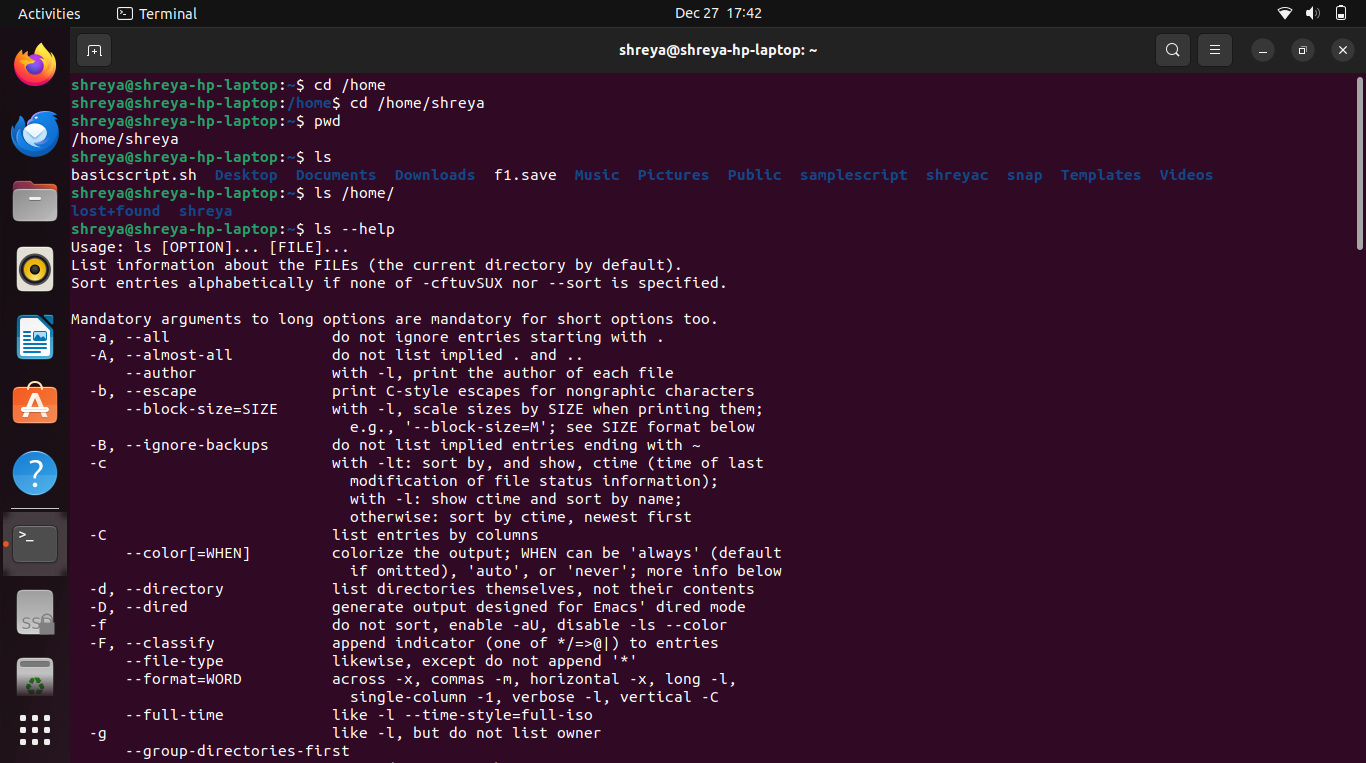 Activities Terminal Dec 27 17:42
shreya@shreya-hp-laptop: ~
shreya@shreya-hp-laptop:~$ cd /home
shreya@shreya-hp-laptop:/home$ cd /home/shreya
shreya@shreya-hp-laptop:~$ pwd
/home/shreya
shreya@shreya-hp-laptop:~$ ls
basicscript.sh  Desktop  Documents  Downloads  f1.save  Music  Pictures  Public  samplescript  shreyac  snap  Templates  Videos
shreya@shreya-hp-laptop:~$ ls /home/
lost+found  shreya
shreya@shreya-hp-laptop:~$ ls --help
Usage: ls [OPTION]... [FILE]...
List information about the FILEs (the current directory by default).
Sort entries alphabetically if none of -cftuvSUX nor --sort is specified.

Mandatory arguments to long options are mandatory for short options too.
  -a, --all                  do not ignore entries starting with .
  -A, --almost-all           do not list implied . and ..
      --author               with -l, print the author of each file
  -b, --escape               print C-style escapes for nongraphic characters
      --block-size=SIZE      with -l, scale sizes by SIZE when printing them;
                               e.g., '--block-size=M'; see SIZE format below
  -B, --ignore-backups       do not list implied entries ending with ~
  -c                         with -lt: sort by, and show, ctime (time of last
                               modification of file status information);
                               with -l: show ctime and sort by name;
                               otherwise: sort by ctime, newest first
  -C                         list entries by columns
      --color[=WHEN]         colorize the output; WHEN can be 'always' (default
                               if omitted), 'auto', or 'never'; more info below
  -d, --directory            list directories themselves, not their contents
  -D, --dired                generate output designed for Emacs' dired mode
  -f                         do not sort, enable -aU, disable -ls --color
  -F, --classify             append indicator (one of */=>@|) to entries
      --file-type            likewise, except do not append '*'
      --format=WORD          across -x, commas -m, horizontal -x, long -l,
                               single-column -1, verbose -l, vertical -C
      --full-time            like -l --time-style=full-iso
  -g                         like -l, but do not list owner
      --group-directories-first